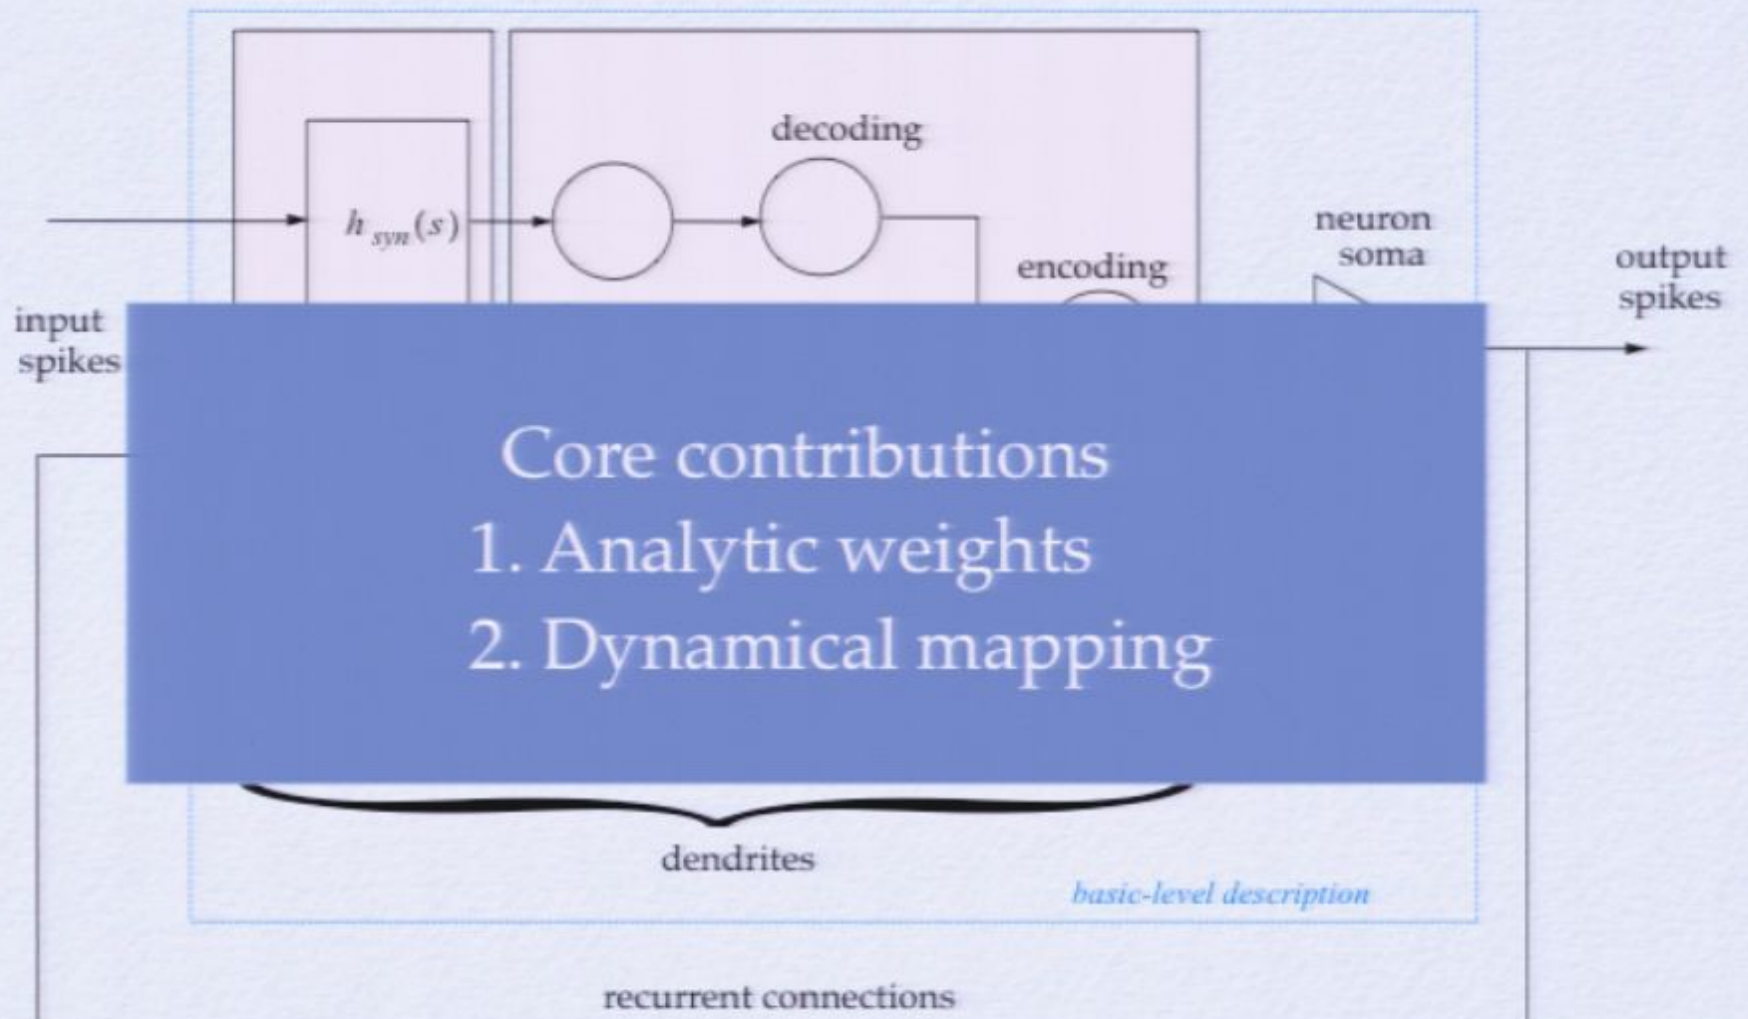 decoding
h syn (s)
neuron
soma
encoding
output
spikes
input
spikes
Core contributions
1. Analytic weights
2. Dynamical mapping
dendrites
basic-level description
recurrent connections